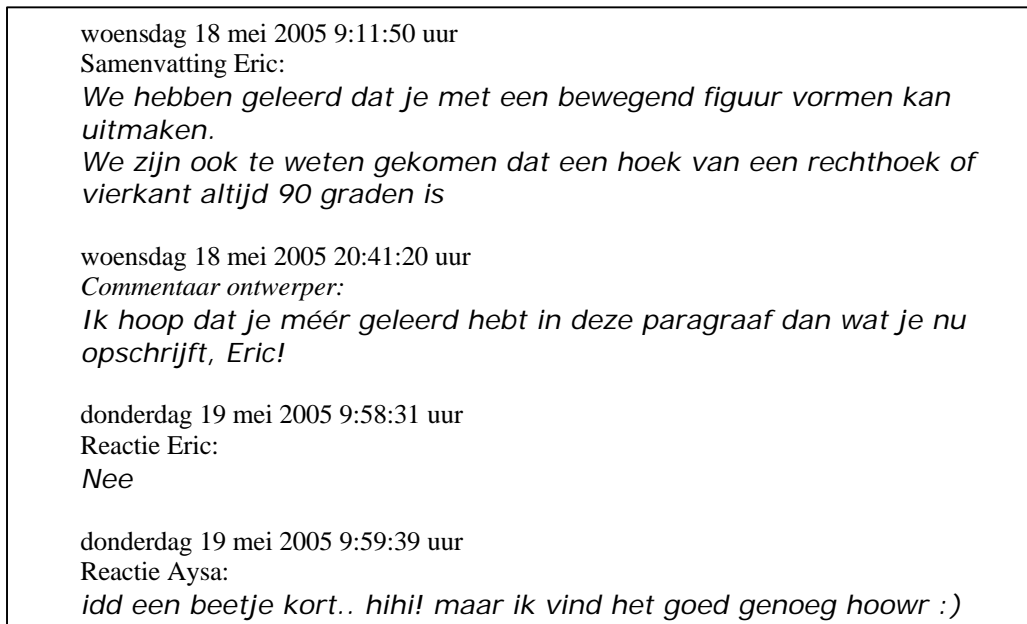 woensdag 18 mei 2005 9:11:50 uur
Samenvatting Eric:
We hebben geleerd dat je met een bewegend figuur vormen kan
uitmaken.
We zijn ook te weten gekomen dat een hoek van een rechthoek of
vierkant altijd 90 graden is
woensdag 18 mei 2005 20:41:20 uur
Commentaar ontwerper:
Ik hoop dat je méér geleerd hebt in deze paragraaf dan wat je nu
opschrijft, Eric!
donderdag 19 mei 2005 9:58:31 uur
Reactie Eric:
Nee
donderdag 19 mei 2005 9:59:39 uur
Reactie Aysa:
idd een beetje kort.. hihi! maar ik vind het goed genoeg hoowr :)